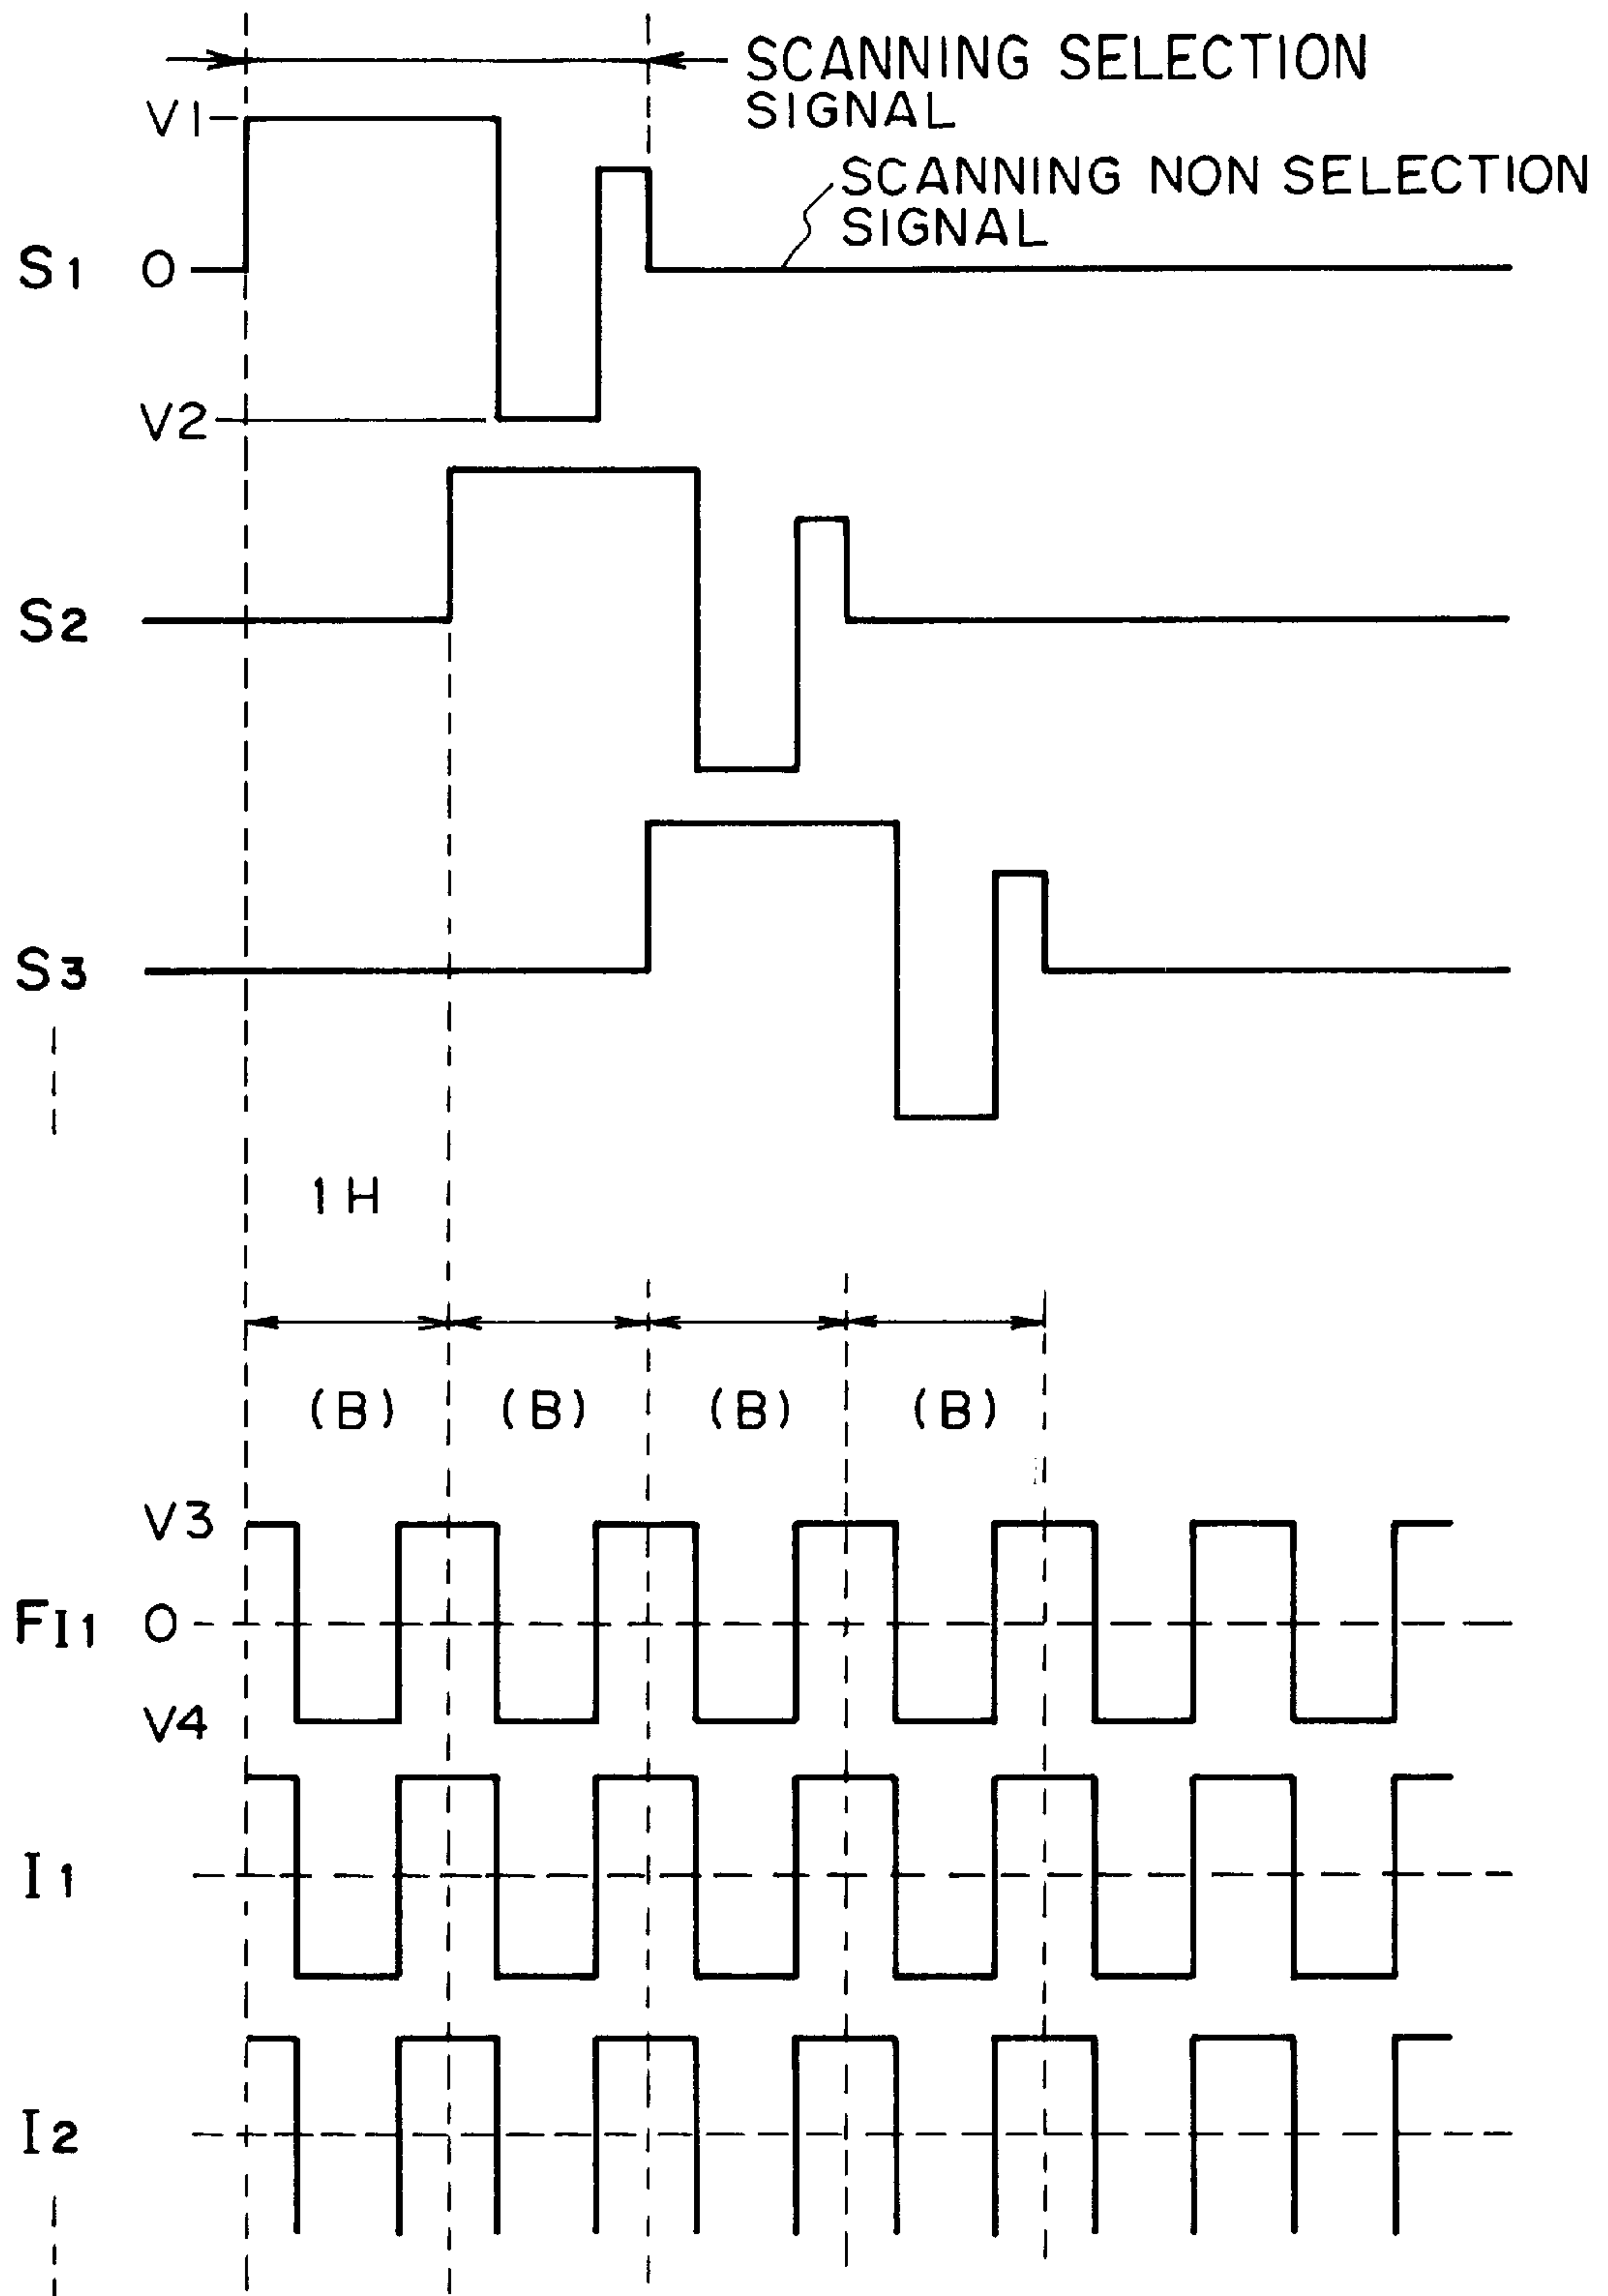 SCANNING SELECTION
SIGNAL
V1
SCANNING NON SELECTION
SIGNAL
S1 0
V2
S2
S3
1H
(B) (B) (B) (B)
V3
FI1 0
V4
I1
I2